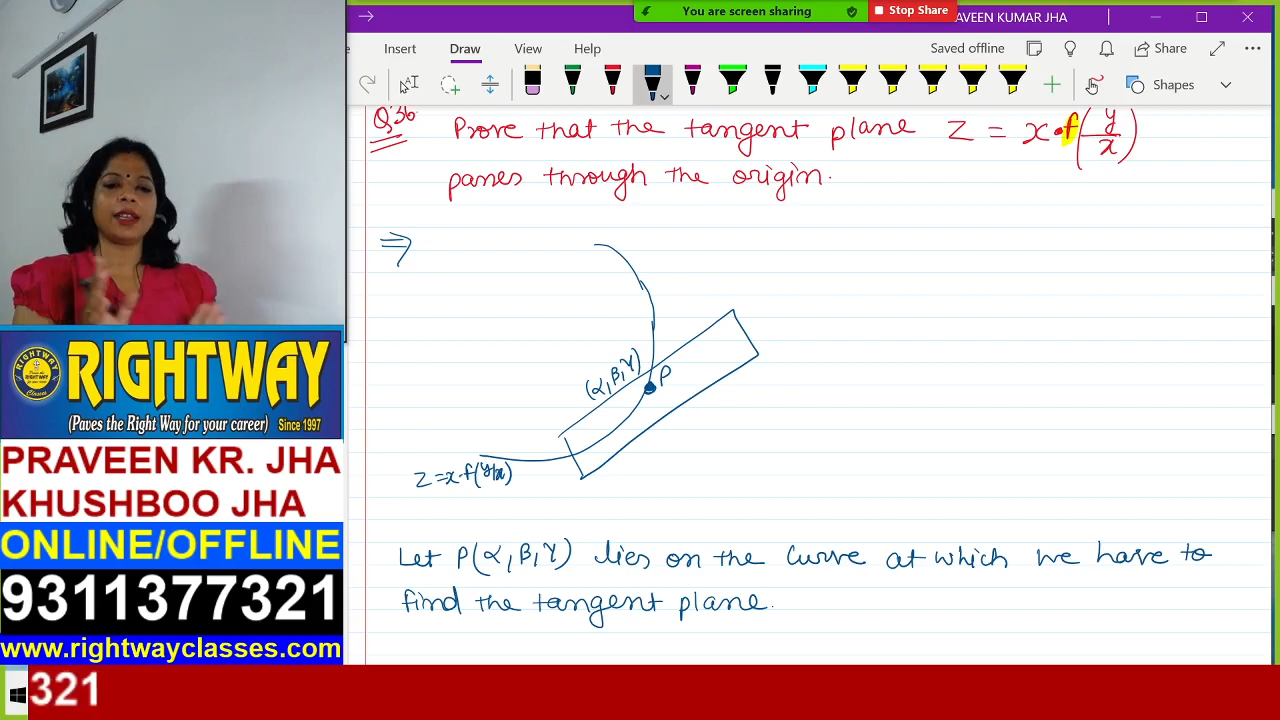 You are screen sharing
Stop Share
AVEEN KUMAR JHA
Insert Draw View Help
Saved offline
Share
Shapes
Q.36. Prove that the tangent plane Z = x·f(y/x)
passes through the origin.
⇒
(α,β,γ)
P
Z=x·f(y/x)
Let P(α,β,γ) lies on the curve at which we have to
find the tangent plane.
RIGHTWAY
Classes
RIGHTWAY
(Paves the Right Way for your career) Since 1997
PRAVEEN KR. JHA
KHUSHBOO JHA
ONLINE/OFFLINE
9311377321
www.rightwayclasses.com
321